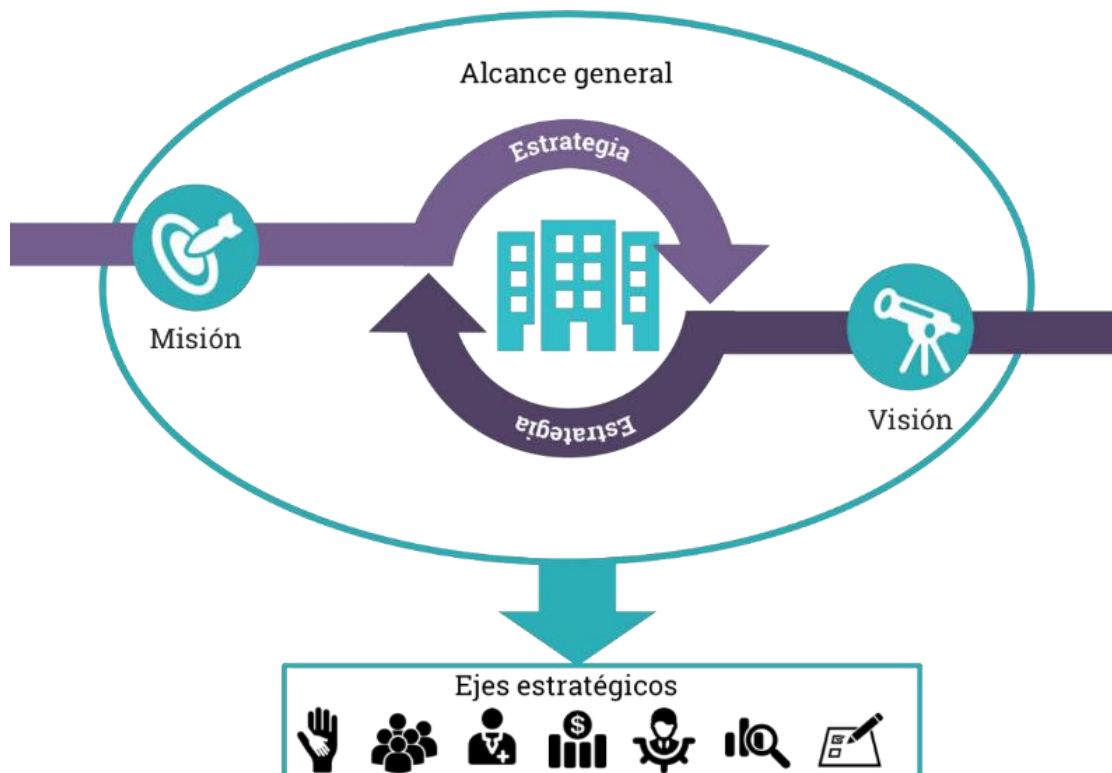 Alcance general
Estrategia
Misión
Visión
Estrategia
Ejes estratégicos
$